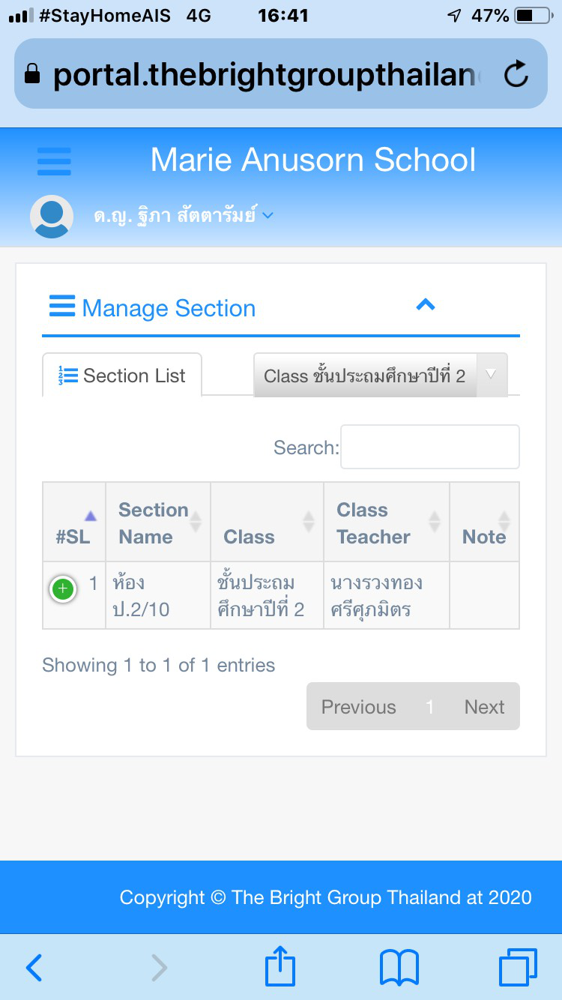 #StayHomeAIS 4G 16:41 47%
portal.thebrightgroupthailan
Marie Anusorn School
ด.ญ. ฐิภา สัตตารัมย์
Manage Section
Section List
Class ชั้นประถมศึกษาปีที่ 2
Search:
#SL
Section
Name
Class
Class
Teacher
Note
1
ห้อง
ป.2/10
ชั้นประถม
ศึกษาปีที่ 2
นางรวงทอง
ศรีศุภมิตร
Showing 1 to 1 of 1 entries
Previous 1 Next
Copyright © The Bright Group Thailand at 2020